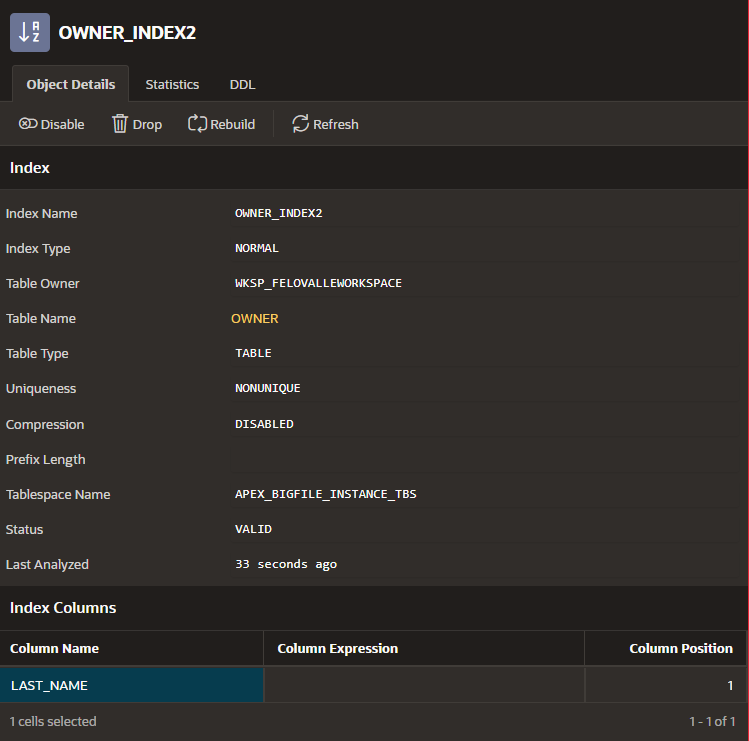 OWNER_INDEX2
Object Details Statistics DDL
Disable Drop Rebuild Refresh
Index
Index Name OWNER_INDEX2
Index Type NORMAL
Table Owner WKSP_FELOVALLEWORKSPACE
Table Name OWNER
Table Type TABLE
Uniqueness NONUNIQUE
Compression DISABLED
Prefix Length
Tablespace Name APEX_BIGFILE_INSTANCE_TBS
Status VALID
Last Analyzed 33 seconds ago
Index Columns
Column Name Column Expression Column Position
LAST_NAME 1
1 cells selected 1 - 1 of 1